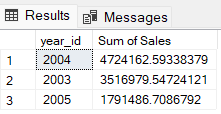 Results Messages
year_id Sum of Sales
1 2004 4724162.59338379
2 2003 3516979.54724121
3 2005 1791486.7086792